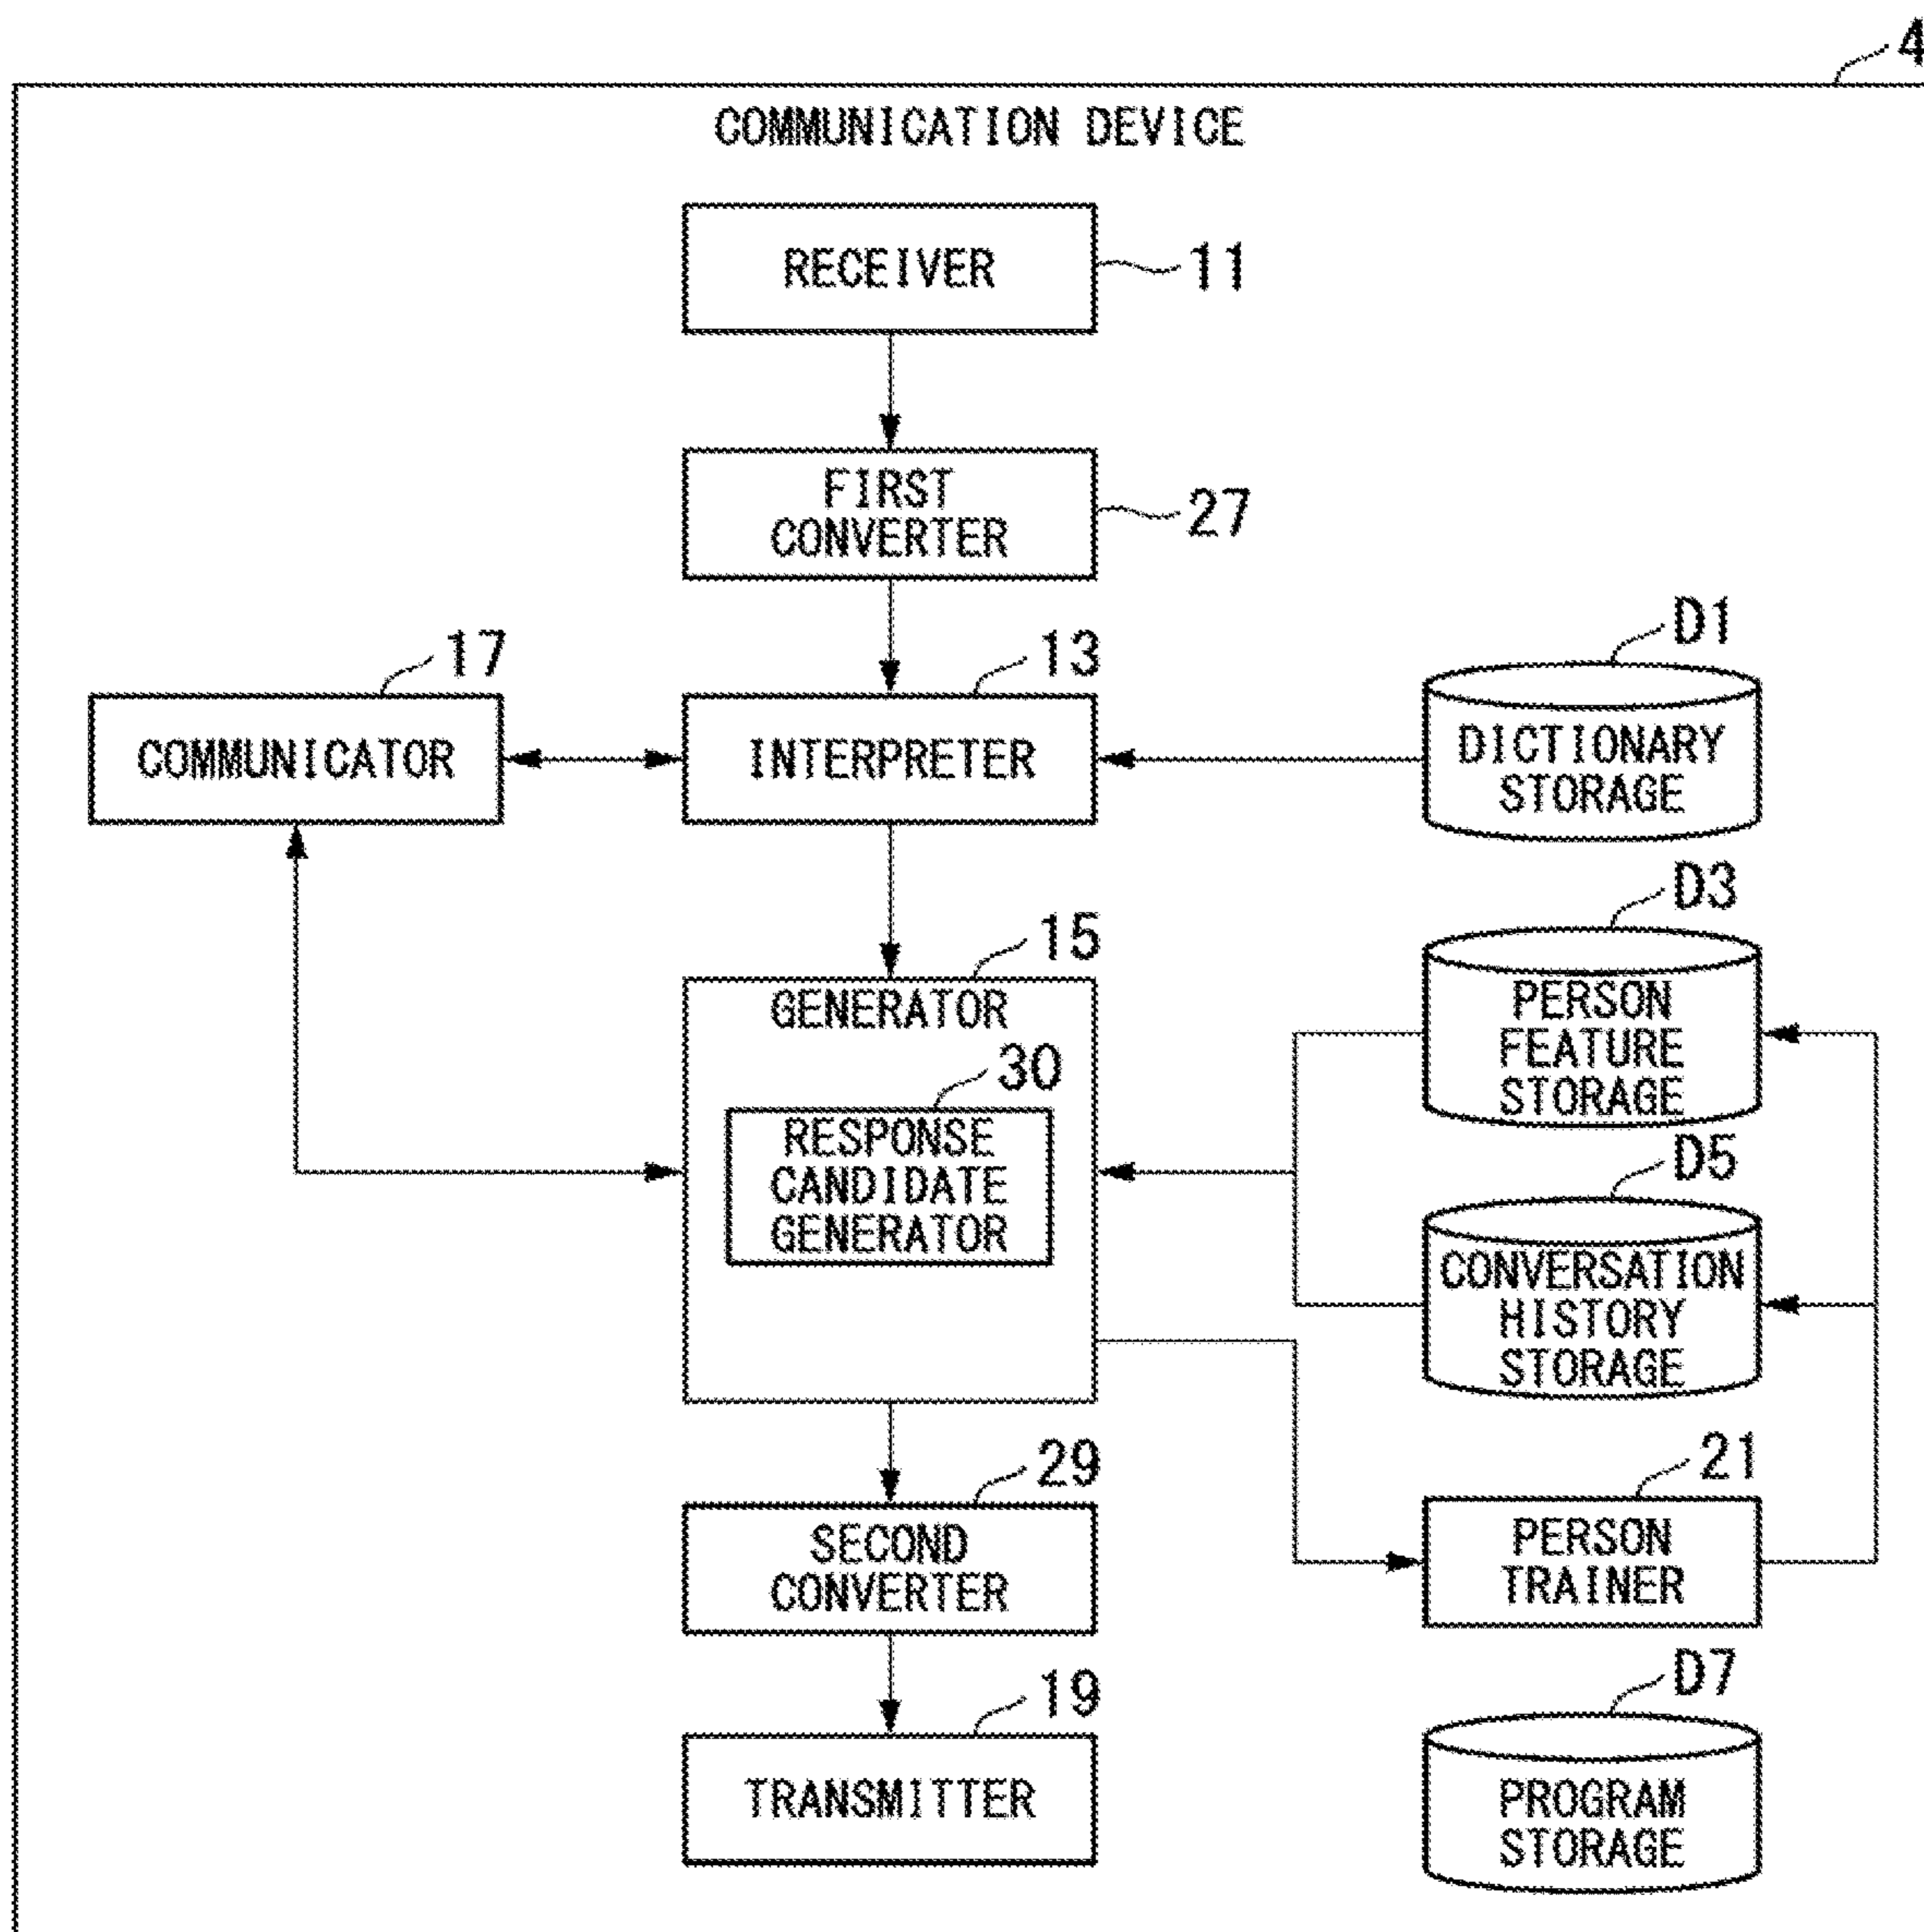 4
COMMUNICATION DEVICE
RECEIVER
11
FIRST
CONVERTER
27
17
COMMUNICATOR
13
INTERPRETER
D1
DICTIONARY
STORAGE
15
GENERATOR
30
RESPONSE
CANDIDATE
GENERATOR
D3
PERSON
FEATURE
STORAGE
D5
CONVERSATION
HISTORY
STORAGE
29
SECOND
CONVERTER
21
PERSON
TRAINER
19
TRANSMITTER
D7
PROGRAM
STORAGE